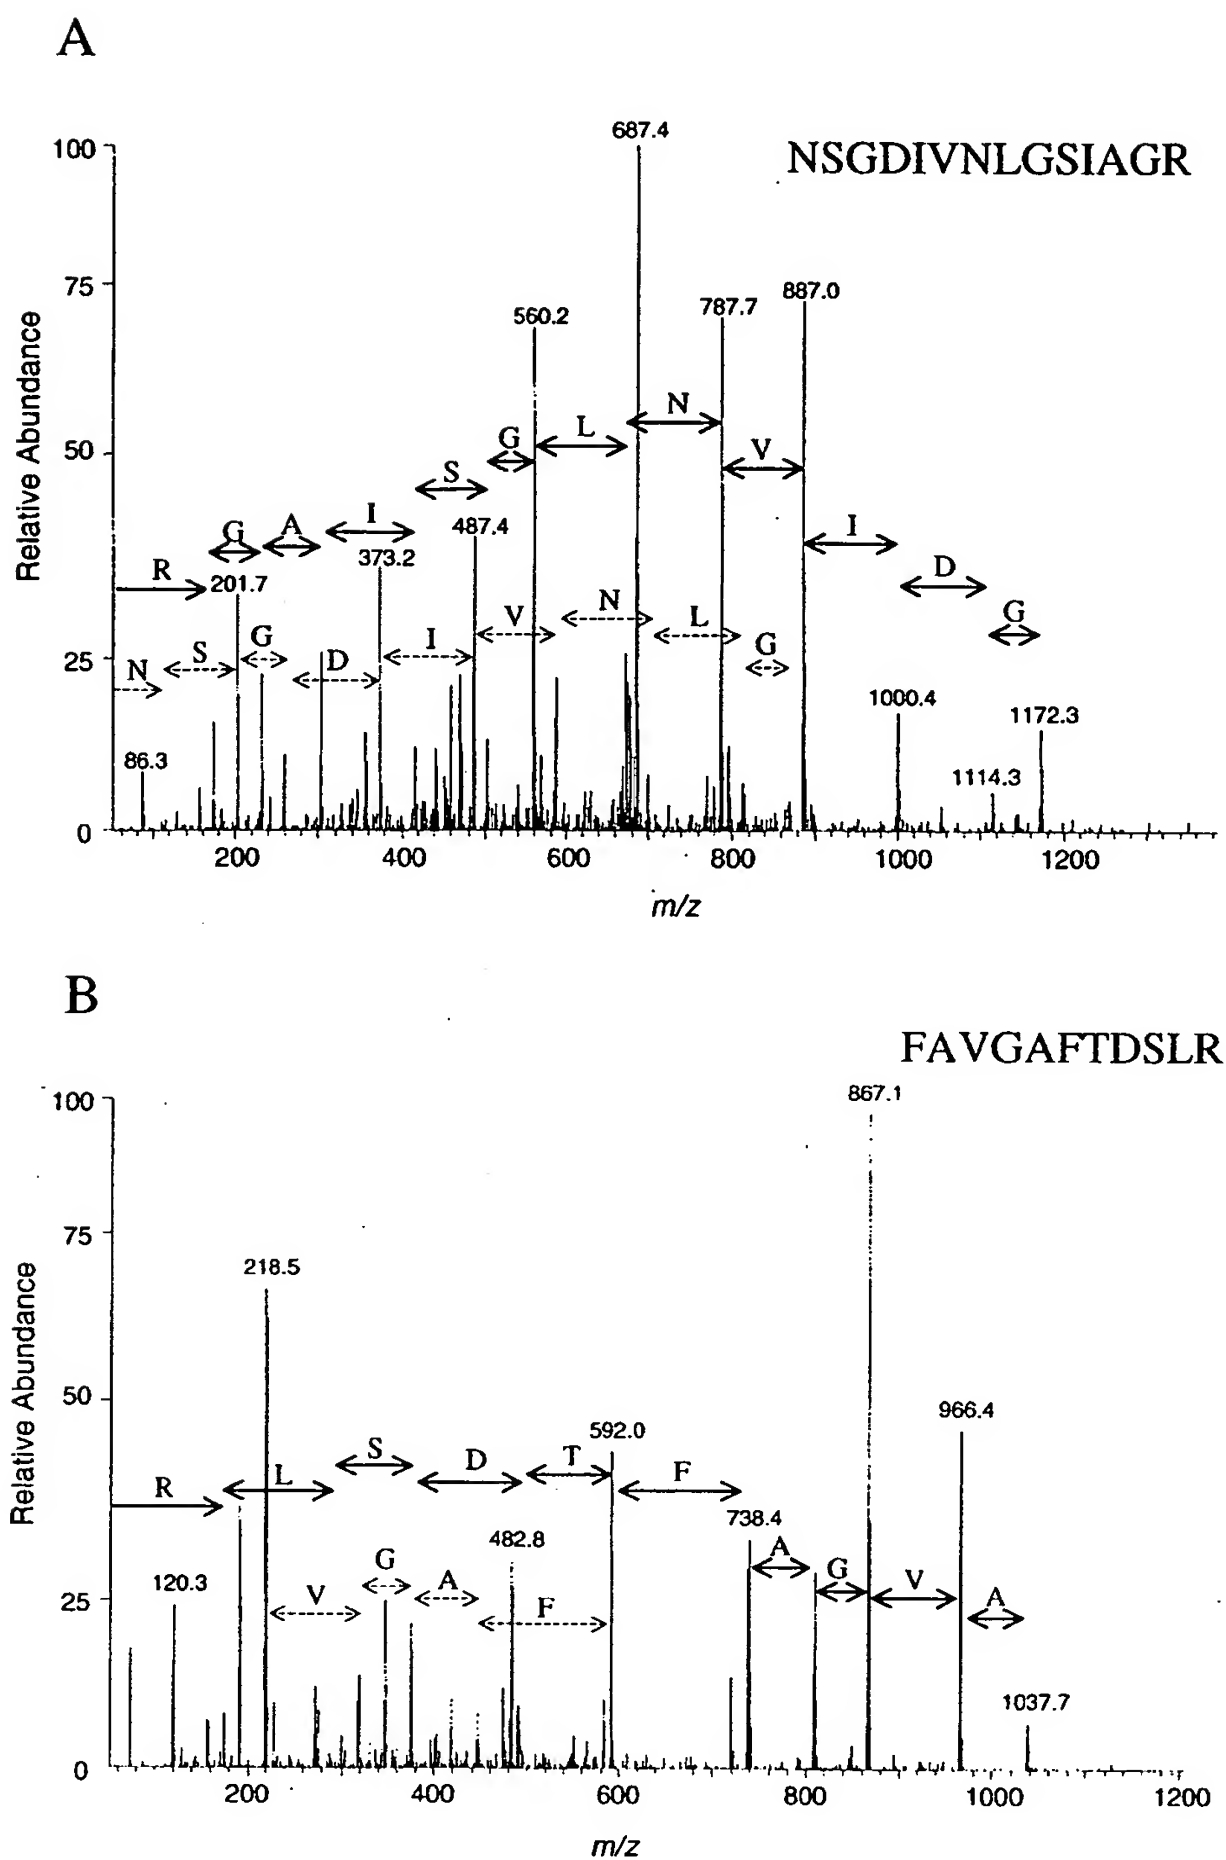 A
687.4
100
NSGDIVNLGSIAGR
75
887.0
787.7
560.2
N
L
50
G
V
S
487.4
I
I
A
G
373.2
D
R
201.7
N
V
L
G
G
I
25
S
G
D
N
1000.4
1172.3
86.3
1114.3
0
200
400
600
800
1000
1200
Relative Abundance
m/z
B
FAVGAFTDSLR
100
867.1
75
218.5
50
966.4
592.0
S
D
T
F
L
R
738.4
482.8
A
G
120.3
G
V
A
25
V
F
A
1037.7
0
200
400
600
800
1000
1200
Relative Abundance
m/z